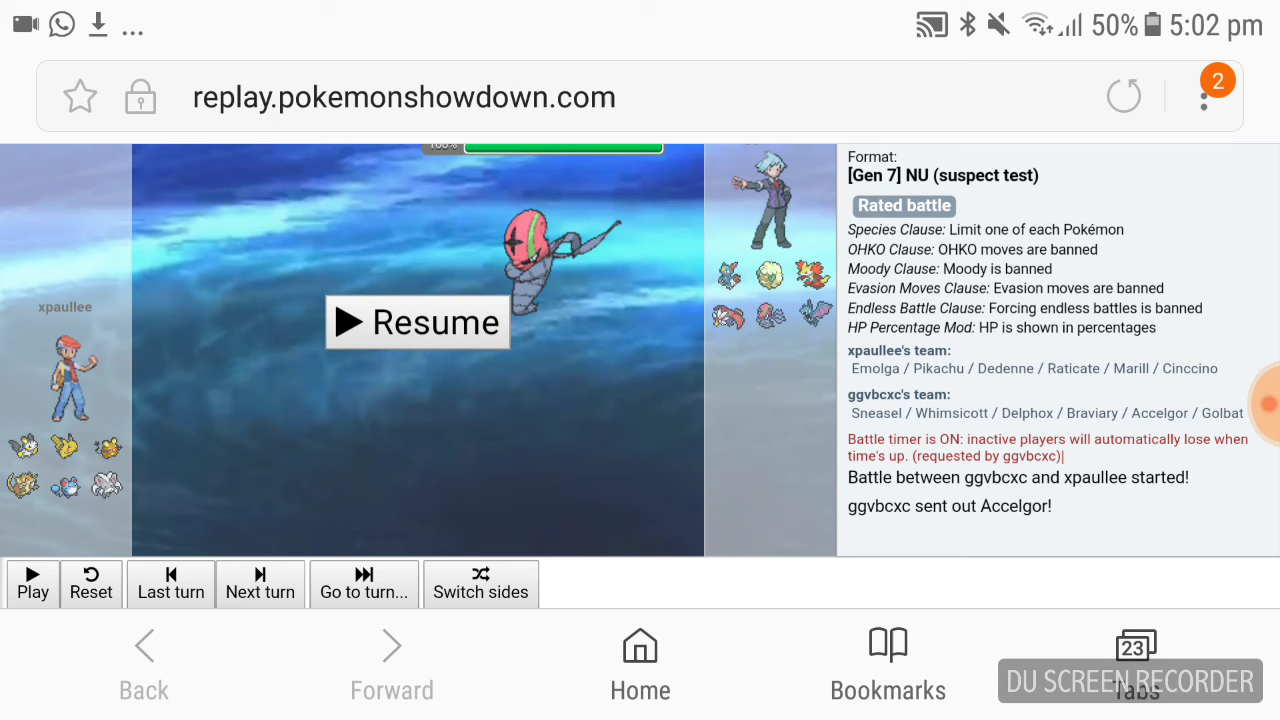 ... 50% 5:02 pm
replay.pokemonshowdown.com
2
100%
xpaullee
Resume
Format:
[Gen 7] NU (suspect test)
Rated battle
Species Clause: Limit one of each Pokémon
OHKO Clause: OHKO moves are banned
Moody Clause: Moody is banned
Evasion Moves Clause: Evasion moves are banned
Endless Battle Clause: Forcing endless battles is banned
HP Percentage Mod: HP is shown in percentages
xpaullee's team:
Emolga / Pikachu / Dedenne / Raticate / Marill / Cinccino
ggvbcxc's team:
Sneasel / Whimsicott / Delphox / Braviary / Accelgor / Golbat
Battle timer is ON: inactive players will automatically lose when
time's up. (requested by ggvbcxc)|
Battle between ggvbcxc and xpaullee started!
ggvbcxc sent out Accelgor!
Play Reset Last turn Next turn Go to turn... Switch sides
23
Back Forward Home Bookmarks Tabs
DU SCREEN RECORDER